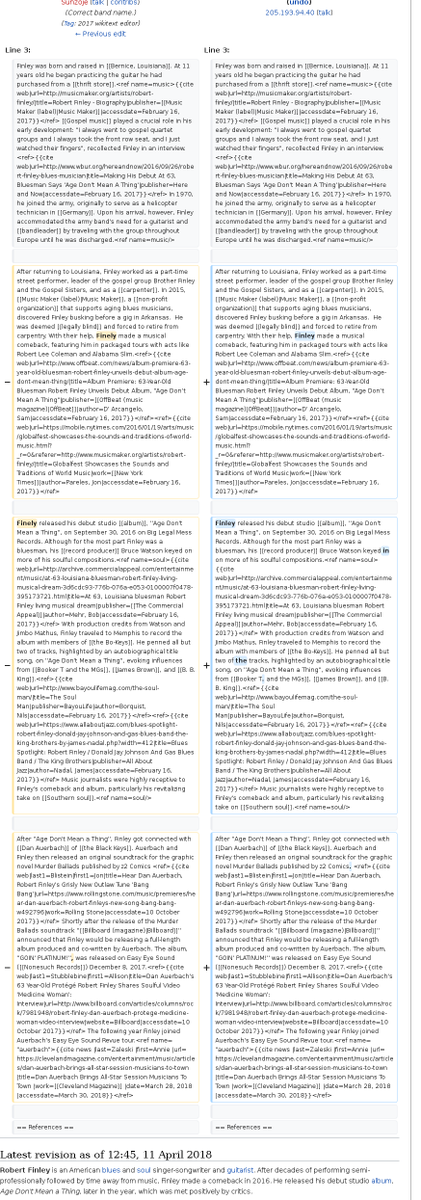 Sunzoje (talk | contribs)
(Correct band name.)
(Tag: 2017 wikitext editor)
← Previous edit
(undo)
205.193.94.40 (talk)
Line 3:
Finley was born and raised in [[Bernice, Louisiana]]. At 11
years old he began practicing the guitar he had
purchased from a [[thrift store]].<ref name=music>{{cite
web|url=http://www.musicmaker.org/artists/robert-
finley/|title=Robert Finley - Biography|publisher=[[Music
Maker (label)|Music Maker]]|accessdate=February 16,
2017}}</ref> [[Gospel music]] played a crucial role in his
early development: "I always went to gospel quartet
groups and I always took the front row seat, and I just
watched their fingers", recollected Finley in an interview.
<ref>{{cite
web|url=http://www.wbur.org/hereandnow/2016/09/26/robe
rt-finley-blues-musician|title=Making His Debut At 63,
Bluesman Says 'Age Don't Mean A Thing'|publisher=Here
and Now|accessdate=February 16, 2017}}</ref> In 1970,
he joined the army, originally to serve as a helicopter
technician in [[Germany]]. Upon his arrival, however, Finley
accommodated the army band's need for a guitarist and
[[bandleader]] by traveling with the group throughout
Europe until he was discharged.<ref name=music/>
After returning to Louisiana, Finley worked as a part-time
street performer, leader of the gospel group Brother Finley
and the Gospel Sisters, and as a [[carpenter]]. In 2015,
[[Music Maker (label)|Music Maker]], a [[non-profit
organization]] that supports aging blues musicians,
discovered Finley busking before a gig in Arkansas. He
was deemed [[legally blind]] and forced to retire from
carpentry. With their help, Finely made a musical
comeback, featuring him in packaged tours with acts like
Robert Lee Coleman and Alabama Slim.<ref>{{cite
web|url=http://www.offbeat.com/news/album-premiere-63-
year-old-bluesman-robert-finley-unveils-debut-album-age-
− dont-mean-thing/|title=Album Premiere: 63-Year-Old
Bluesman Robert Finley Unveils Debut Album, "Age Don't
Mean A Thing"|publisher=[[OffBeat (music
magazine)|OffBeat]]|author=D' Arcangelo,
Sam|accessdate=February 16, 2017}}</ref><ref>{{cite
web|url=https://mobile.nytimes.com/2016/01/19/arts/music
/globalfest-showcases-the-sounds-and-traditions-of-world-
music.html?
_r=0&referer=http://www.musicmaker.org/artists/robert-
finley/|title=Globalfest Showcases the Sounds and
Traditions of World Music|work=[[New York
Times]]|author=Pareles, Jon|accessdate=February 16,
2017}}</ref>
Finely released his debut studio [[album]], "Age Don't
Mean a Thing", on September 30, 2016 on Big Legal Mess
Records. Although for the most part Finley was a
bluesman, his [[record producer]] Bruce Watson keyed on
more of his soulful compositions.<ref name=soul>{{cite
web|url=http://archive.commercialappeal.com/entertainme
nt/music/at-63-louisiana-bluesman-robert-finley-living-
musical-dream-3d6cdc93-776b-076a-e053-0100007f0478-
395173721.html|title=At 63, Louisiana bluesman Robert
Finley living musical dream|publisher=[[The Commercial
Appeal]]|author=Mehr, Bob|accessdate=February 16,
2017}}</ref> With production credits from Watson and
− Jimbo Mathus, Finley traveled to Memphis to record the
album with members of [[the Bo-Keys]]. He penned all but
two of tracks, highlighted by an autobiographical title
song, on "Age Don't Mean a Thing", evoking influences
from [[Booker T and the MGs]], [[James Brown]], and [[B. B.
King]].<ref>{{cite
web|url=http://www.bayoulifemag.com/the-soul-
man/|title=The Soul
Man|publisher=BayouLife|author=Borquist,
Nils|accessdate=February 16, 2017}}</ref><ref>{{cite
web|url=https://www.allaboutjazz.com/blues-spotlight-
robert-finley-donald-jay-johnson-and-gas-blues-band-the-
king-brothers-by-nadal-james.php?width=412|title=Blues
Spotlight: Robert Finley / Donald Jay Johnson And Gas Blues
Band / The King Brothers|publisher=All About
Jazz|author=Nadal, James|accessdate=February 16,
2017}}</ref> Music journalists were highly receptive to
Finley's comeback and album, particularly his revitalizing
take on [[Southern soul]].<ref name=soul/>
After "Age Don't Mean a Thing", Finley got connected with
[[Dan Auerbach]] of [[the Black Keys]]. Auerbach and
Finley then released an original soundtrack for the graphic
novel Murder Ballads published by z2 Comics <ref>{{cite
web|last1=Blistein|first1=Jon|title=Hear Dan Auerbach,
Robert Finley's Grisly New Outlaw Tune 'Bang
Bang'|url=https://www.rollingstone.com/music/premieres/he
ar-dan-auerbach-robert-finleys-new-song-bang-bang-
w492796|work=Rolling Stone|accessdate=10 October
2017}}</ref> Shortly after the release of the Murder
Ballads soundtrack ''[[Billboard (magazine)|Billboard]]''
announced that Finley would be releasing a full-length
album produced and co-written by Auerbach. The album,
"GOIN' PLATINUM!", was released on Easy Eye Sound
− ([[Nonesuch Records]]) December 8, 2017.<ref>{{cite
web|last1=Stubblebine|first1=Allison|title=Dan Auerbach's
63 Year Old Protégé Robert Finley Shares Soulful Video
'Medicine Woman':
Interview|url=http://www.billboard.com/articles/columns/roc
k/7981948/robert-finley-dan-auerbach-protege-medicine-
woman-video-interview|website=Billboard|accessdate=10
October 2017}}</ref> The following year Finley joined
Auerbach's Easy Eye Sound Revue tour.<ref name=
"auerbach">{{cite news |last=Zaleski |first=Annie |url=
https://clevelandmagazine.com/entertainment/music/article
s/dan-auerbach-brings-all-star-session-musicians-to-town
|title=Dan Auerbach Brings All-Star Session Musicians To
Town |work=[[Cleveland Magazine]] |date=March 28, 2018
|accessdate=March 30, 2018}}</ref>
== References ==
Line 3:
Finley was born and raised in [[Bernice, Louisiana]]. At 11
years old he began practicing the guitar he had
purchased from a [[thrift store]].<ref name=music>{{cite
web|url=http://www.musicmaker.org/artists/robert-
finley/|title=Robert Finley - Biography|publisher=[[Music
Maker (label)|Music Maker]]|accessdate=February 16,
2017}}</ref> [[Gospel music]] played a crucial role in his
early development: "I always went to gospel quartet
groups and I always took the front row seat, and I just
watched their fingers", recollected Finley in an interview.
<ref>{{cite
web|url=http://www.wbur.org/hereandnow/2016/09/26/robe
rt-finley-blues-musician|title=Making His Debut At 63,
Bluesman Says 'Age Don't Mean A Thing'|publisher=Here
and Now|accessdate=February 16, 2017}}</ref> In 1970,
he joined the army, originally to serve as a helicopter
technician in [[Germany]]. Upon his arrival, however, Finley
accommodated the army band's need for a guitarist and
[[bandleader]] by traveling with the group throughout
Europe until he was discharged.<ref name=music/>
After returning to Louisiana, Finley worked as a part-time
street performer, leader of the gospel group Brother Finley
and the Gospel Sisters, and as a [[carpenter]]. In 2015,
[[Music Maker (label)|Music Maker]], a [[non-profit
organization]] that supports aging blues musicians,
discovered Finley busking before a gig in Arkansas. He
was deemed [[legally blind]] and forced to retire from
carpentry. With their help, Finley made a musical
comeback, featuring him in packaged tours with acts like
Robert Lee Coleman and Alabama Slim.<ref>{{cite
web|url=http://www.offbeat.com/news/album-premiere-63-
year-old-bluesman-robert-finley-unveils-debut-album-age-
+ dont-mean-thing/|title=Album Premiere: 63-Year-Old
Bluesman Robert Finley Unveils Debut Album, "Age Don't
Mean A Thing"|publisher=[[OffBeat (music
magazine)|OffBeat]]|author=D' Arcangelo,
Sam|accessdate=February 16, 2017}}</ref><ref>{{cite
web|url=https://mobile.nytimes.com/2016/01/19/arts/music
/globalfest-showcases-the-sounds-and-traditions-of-world-
music.html?
_r=0&referer=http://www.musicmaker.org/artists/robert-
finley/|title=Globalfest Showcases the Sounds and
Traditions of World Music|work=[[New York
Times]]|author=Pareles, Jon|accessdate=February 16,
2017}}</ref>
Finley released his debut studio [[album]], "Age Don't
Mean a Thing", on September 30, 2016 on Big Legal Mess
Records. Although for the most part Finley was a
bluesman, his [[record producer]] Bruce Watson keyed in
on more of his soulful compositions.<ref name=soul>
{{cite
web|url=http://archive.commercialappeal.com/entertainme
nt/music/at-63-louisiana-bluesman-robert-finley-living-
musical-dream-3d6cdc93-776b-076a-e053-0100007f0478-
395173721.html|title=At 63, Louisiana bluesman Robert
Finley living musical dream|publisher=[[The Commercial
Appeal]]|author=Mehr, Bob|accessdate=February 16,
2017}}</ref> With production credits from Watson and
+ Jimbo Mathus, Finley traveled to Memphis to record the
album with members of [[the Bo-Keys]]. He penned all but
two of the tracks, highlighted by an autobiographical title
song, on "Age Don't Mean a Thing", evoking influences
from [[Booker T. and the MGs]], [[James Brown]], and [[B.
B. King]].<ref>{{cite
web|url=http://www.bayoulifemag.com/the-soul-
man/|title=The Soul
Man|publisher=BayouLife|author=Borquist,
Nils|accessdate=February 16, 2017}}</ref><ref>{{cite
web|url=https://www.allaboutjazz.com/blues-spotlight-
robert-finley-donald-jay-johnson-and-gas-blues-band-the-
king-brothers-by-nadal-james.php?width=412|title=Blues
Spotlight: Robert Finley / Donald Jay Johnson And Gas Blues
Band / The King Brothers|publisher=All About
Jazz|author=Nadal, James|accessdate=February 16,
2017}}</ref> Music journalists were highly receptive to
Finley's comeback and album, particularly his revitalizing
take on [[Southern soul]].<ref name=soul/>
After "Age Don't Mean a Thing", Finley got connected with
[[Dan Auerbach]] of [[the Black Keys]]. Auerbach and
Finley then released an original soundtrack for the graphic
novel Murder Ballads published by z2 Comics. <ref>{{cite
web|last1=Blistein|first1=Jon|title=Hear Dan Auerbach,
Robert Finley's Grisly New Outlaw Tune 'Bang
Bang'|url=https://www.rollingstone.com/music/premieres/he
ar-dan-auerbach-robert-finleys-new-song-bang-bang-
w492796|work=Rolling Stone|accessdate=10 October
2017}}</ref> Shortly after the release of the Murder
Ballads soundtrack ''[[Billboard (magazine)|Billboard]]''
announced that Finley would be releasing a full-length
album produced and co-written by Auerbach. The album,
"GOIN' PLATINUM!" was released on Easy Eye Sound
+ ([[Nonesuch Records]]) December 8, 2017.<ref>{{cite
web|last1=Stubblebine|first1=Allison|title=Dan Auerbach's
63 Year Old Protégé Robert Finley Shares Soulful Video
'Medicine Woman':
Interview|url=http://www.billboard.com/articles/columns/roc
k/7981948/robert-finley-dan-auerbach-protege-medicine-
woman-video-interview|website=Billboard|accessdate=10
October 2017}}</ref> The following year Finley joined
Auerbach's Easy Eye Sound Revue tour.<ref name=
"auerbach">{{cite news |last=Zaleski |first=Annie |url=
https://clevelandmagazine.com/entertainment/music/article
s/dan-auerbach-brings-all-star-session-musicians-to-town
|title=Dan Auerbach Brings All-Star Session Musicians To
Town |work=[[Cleveland Magazine]] |date=March 28, 2018
|accessdate=March 30, 2018}}</ref>
== References ==
Latest revision as of 12:45, 11 April 2018
Robert Finley is an American blues and soul singer-songwriter and guitarist. After decades of performing semi-
professionally followed by time away from music, Finley made a comeback in 2016. He released his debut studio album,
Age Don't Mean a Thing, later in the year, which was met positively by critics.